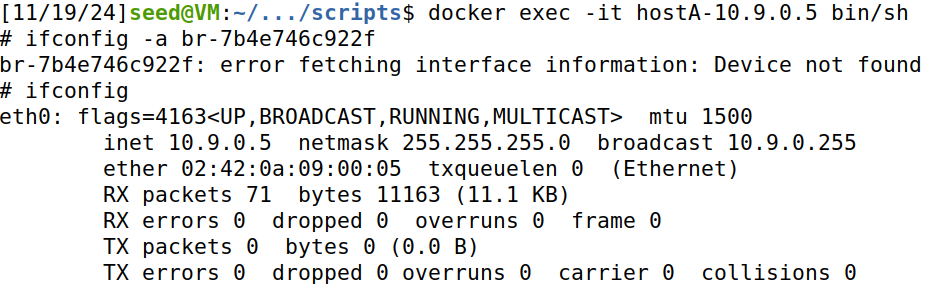 [11/19/24]seed@VM:~/.../scripts$ docker exec -it hostA-10.9.0.5 bin/sh
# ifconfig -a br-7b4e746c922f
br-7b4e746c922f: error fetching interface information: Device not found
# ifconfig
eth0: flags=4163<UP,BROADCAST,RUNNING,MULTICAST>  mtu 1500
        inet 10.9.0.5  netmask 255.255.255.0  broadcast 10.9.0.255
        ether 02:42:0a:09:00:05  txqueuelen 0  (Ethernet)
        RX packets 71  bytes 11163 (11.1 KB)
        RX errors 0  dropped 0  overruns 0  frame 0
        TX packets 0  bytes 0 (0.0 B)
        TX errors 0  dropped 0 overruns 0  carrier 0  collisions 0